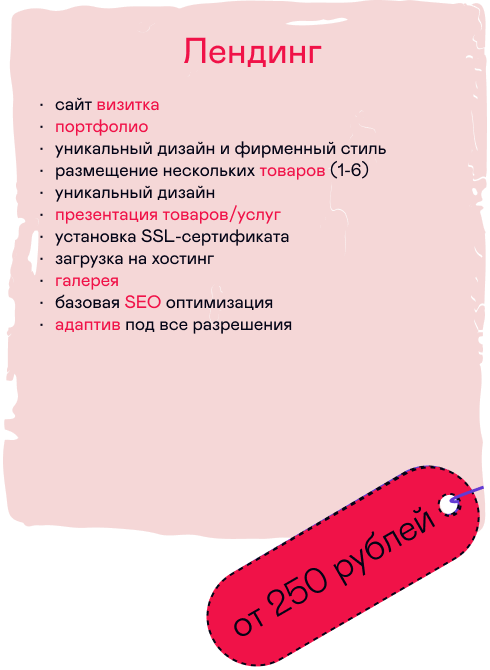 Лендинг
· сайт визитка
· портфолио
· уникальный дизайн и фирменный стиль
· размещение нескольких товаров (1-6)
· уникальный дизайн
· презентация товаров/услуг
· установка SSL-сертификата
· загрузка на хостинг
· галерея
· базовая SEO оптимизация
· адаптив под все разрешения
от 250 рублей